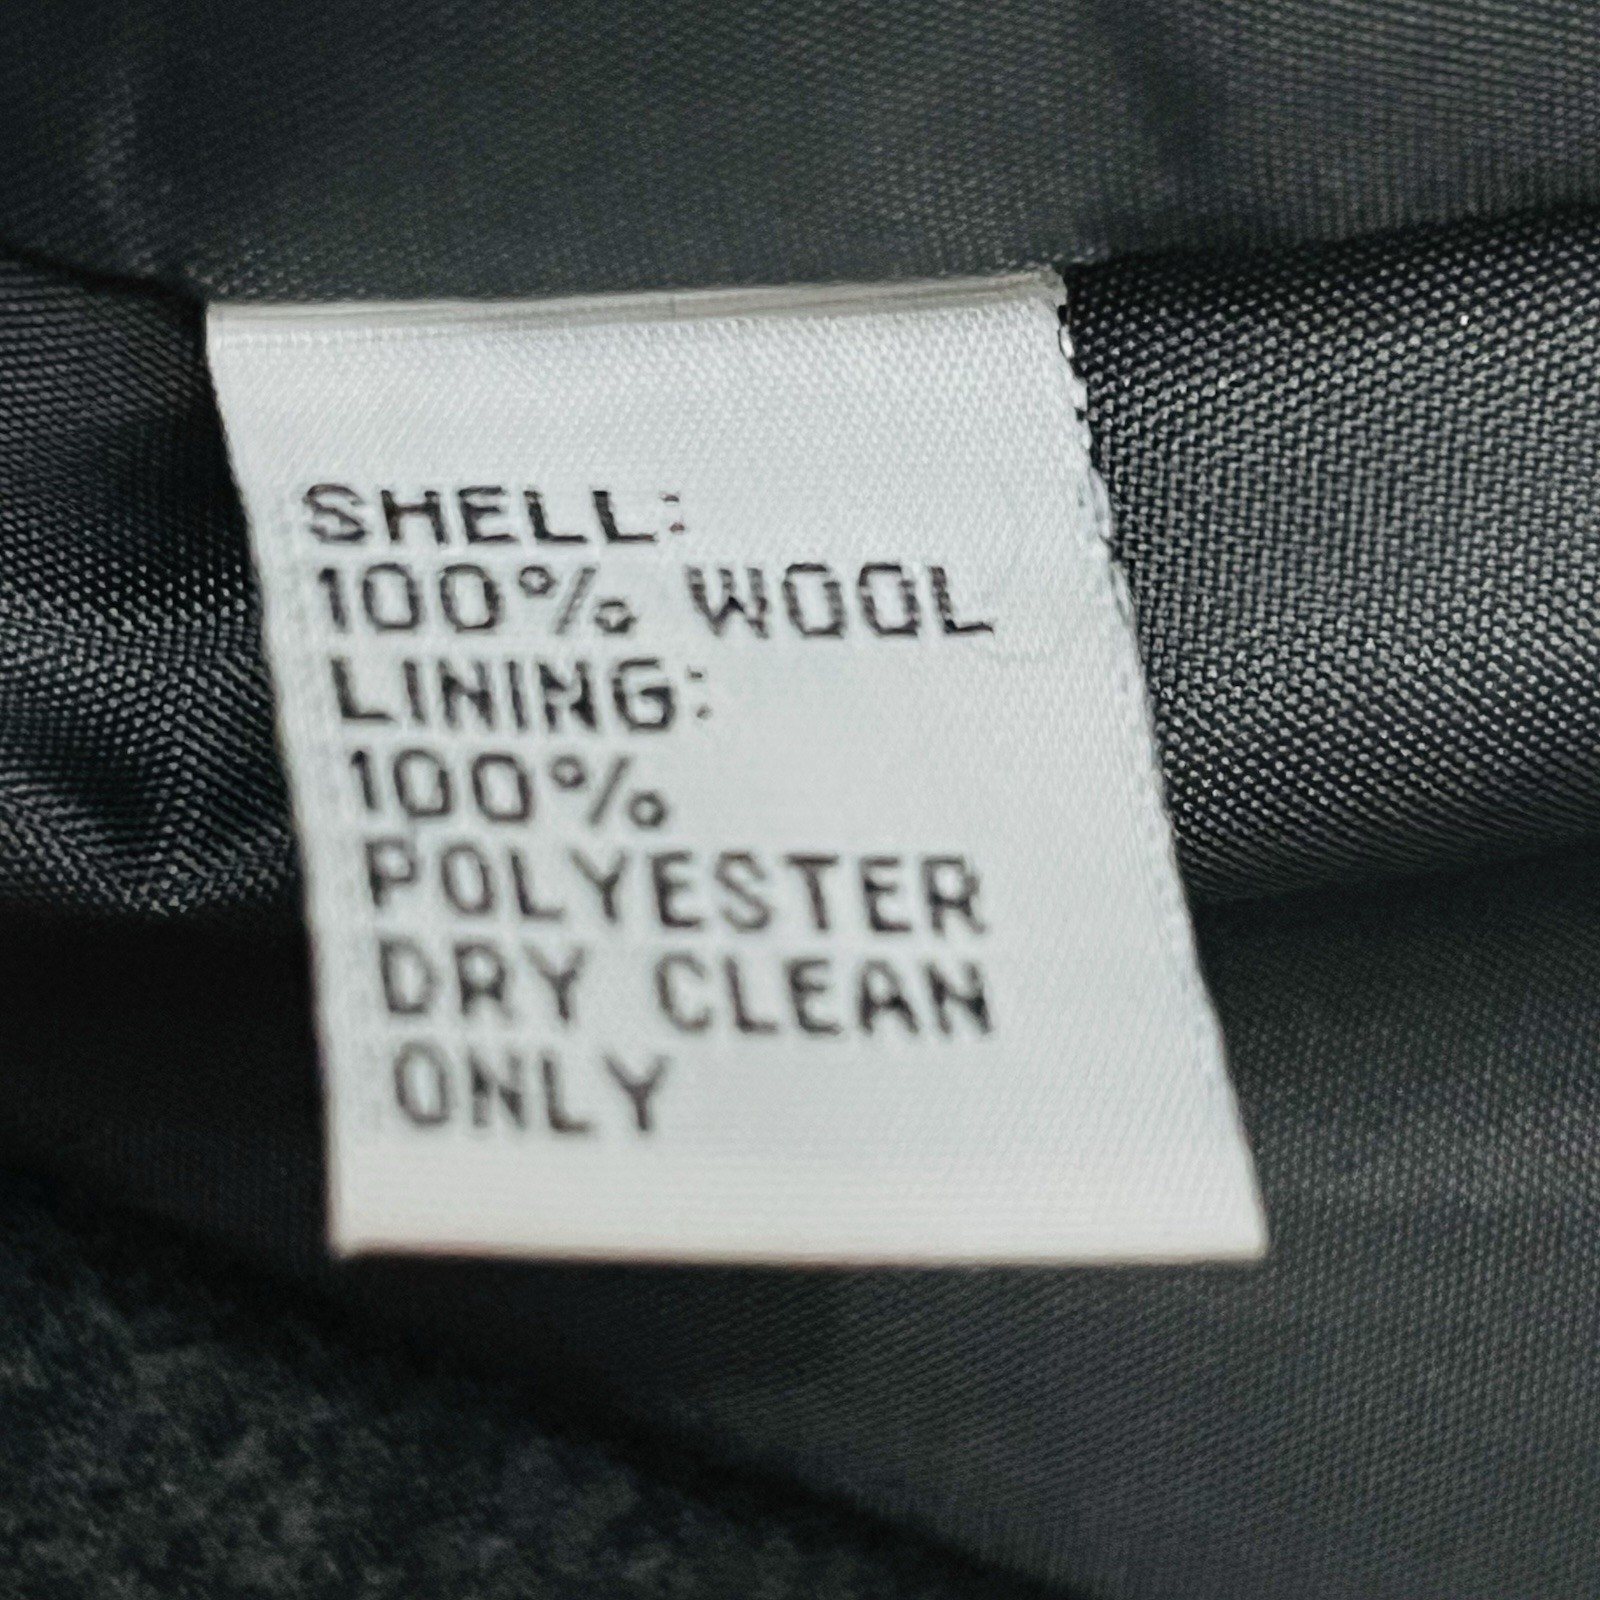 SHELL:
100% WOOL
LINING:
100%
POLYESTER
DRY CLEAN
ONLY